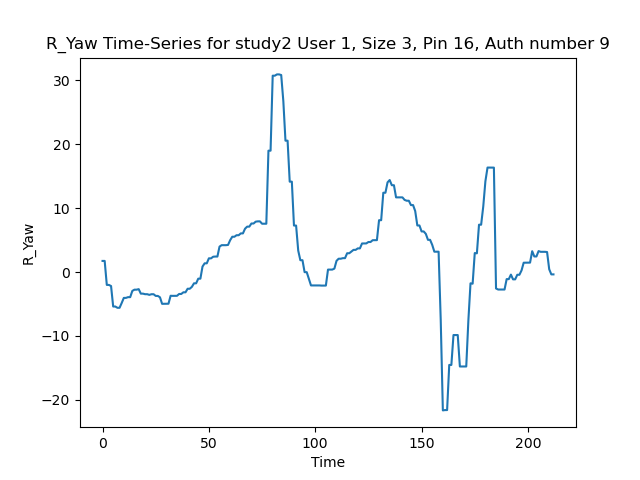 R_Yaw Time-Series for study2 User 1, Size 3, Pin 16, Auth number 9
30
20
10
0
−10
−20
R_Yaw
0 50 100 150 200
Time